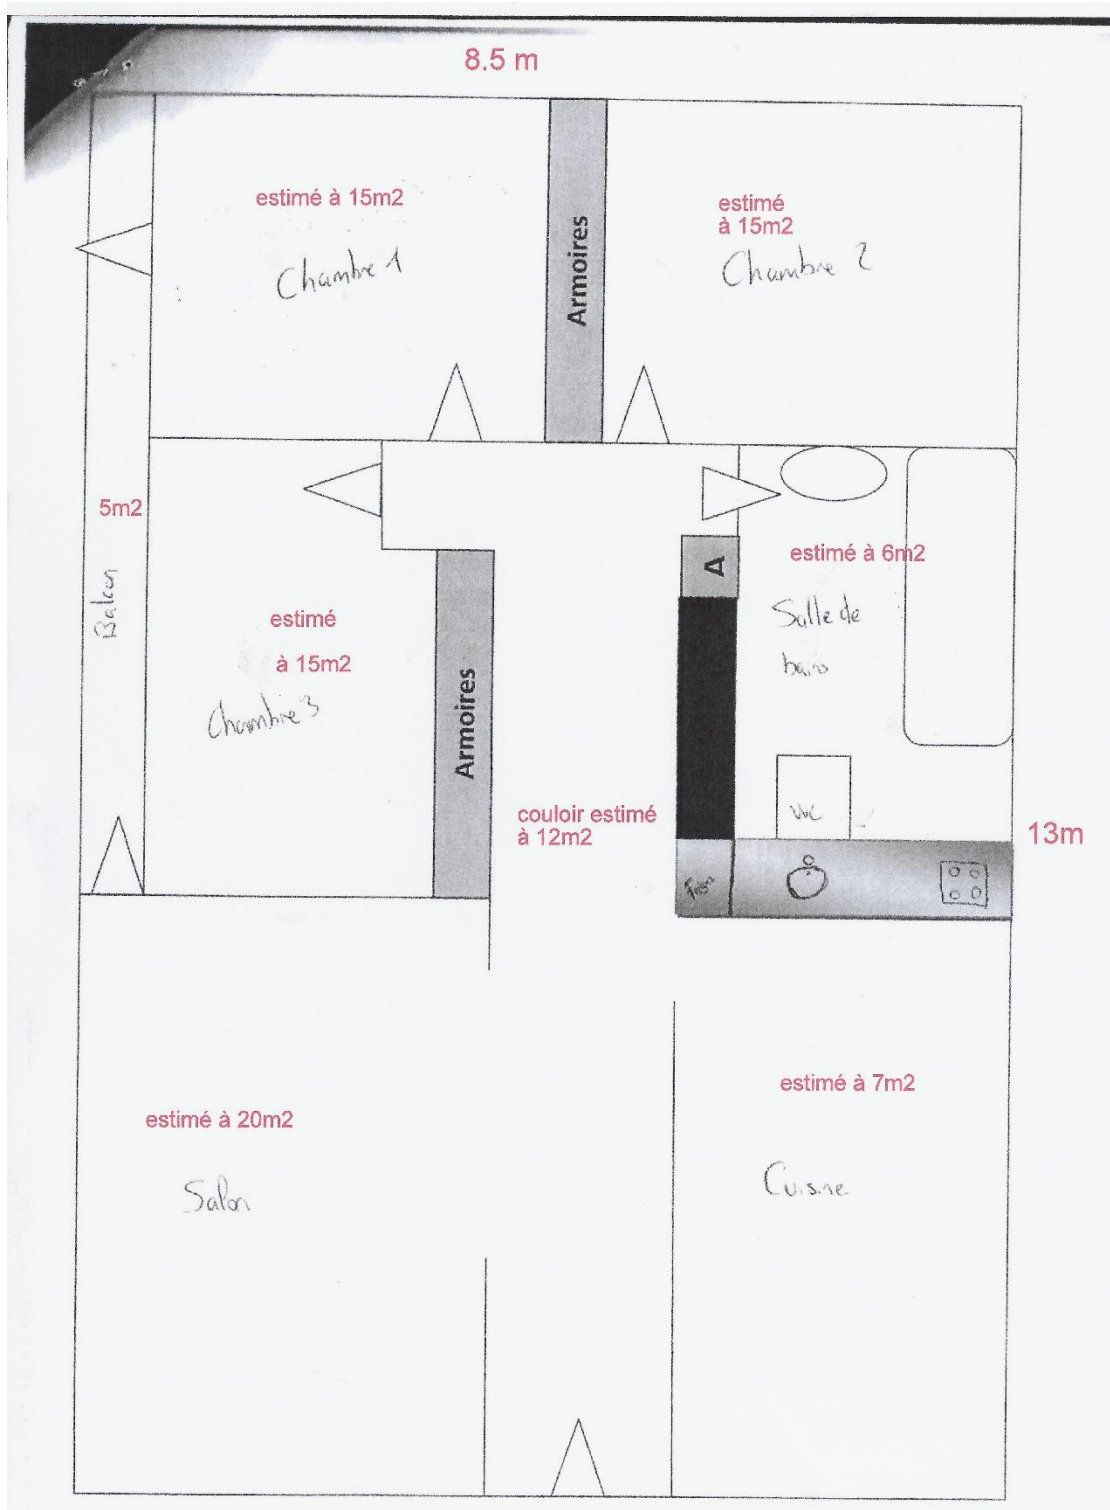 8.5 m
estimé à 15m2
Chambre 1
Armoires
estimé
à 15m2
Chambre 2
5m2
Balcon
estimé
à 15m2
Chambre 3
Armoires
A
estimé à 6m2
Salle de
bains
WC
couloir estimé
à 12m2
13m
estimé à 20m2
Salon
estimé à 7m2
Cuisine